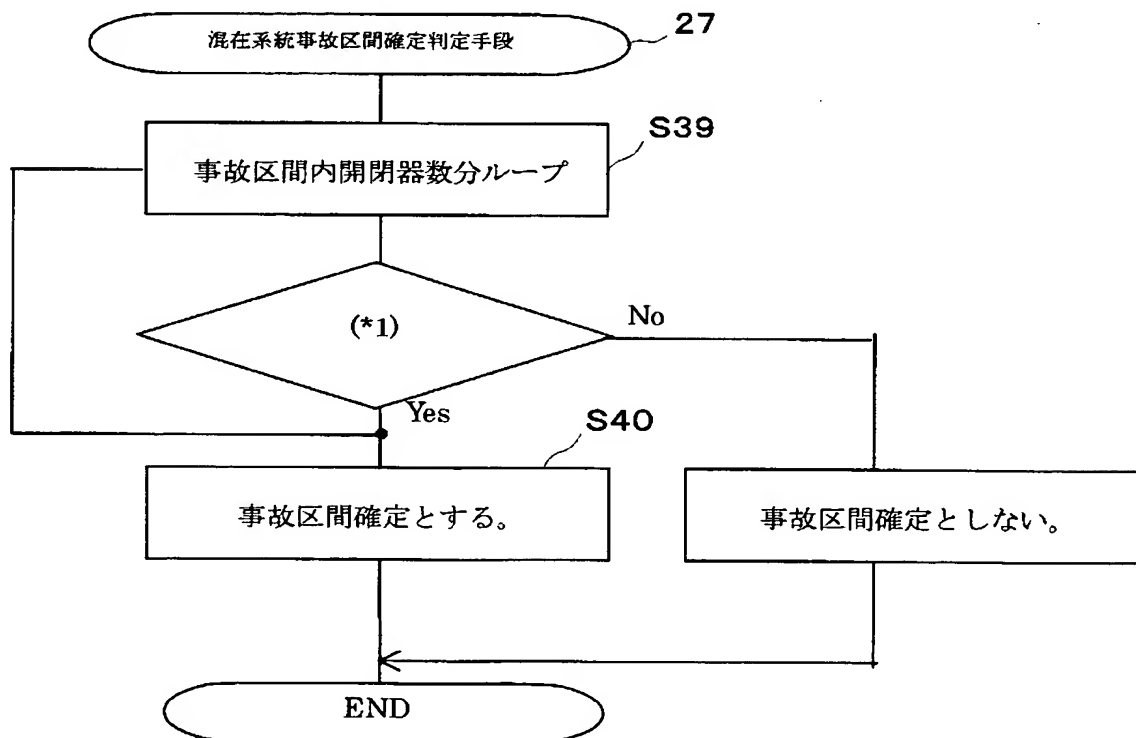 混在系統事故区間確定判定手段
27
S39
事故区間内開閉器数分ループ
(*1)
No
Yes
S40
事故区間確定とする。
事故区間確定としない。
END